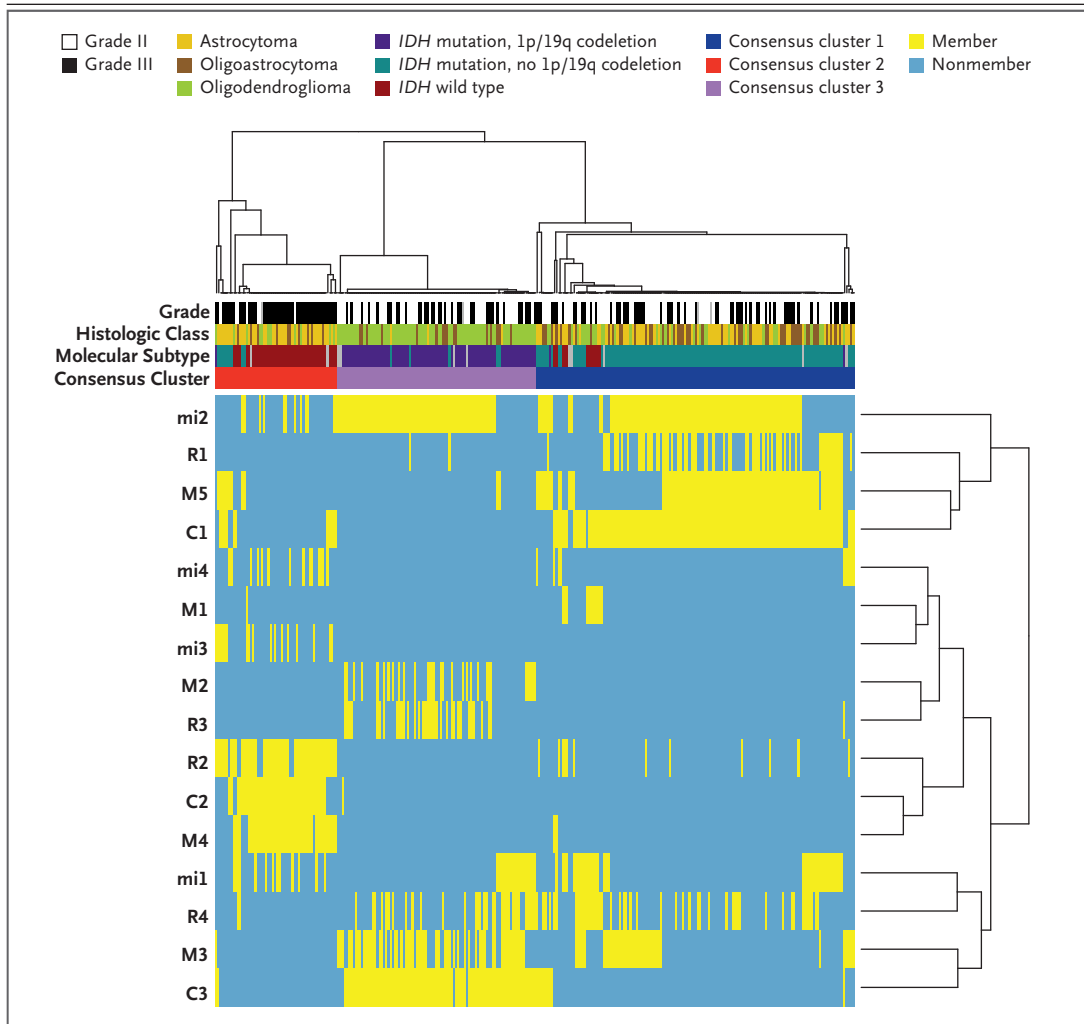 Grade II Astrocytoma IDH mutation, 1p/19q codeletion Consensus cluster 1 Member
Grade III Oligoastrocytoma IDH mutation, no 1p/19q codeletion Consensus cluster 2 Nonmember
Oligodendroglioma IDH wild type Consensus cluster 3
Grade
Histologic Class
Molecular Subtype
Consensus Cluster
mi2
R1
M5
C1
mi4
M1
mi3
M2
R3
R2
C2
M4
mi1
R4
M3
C3